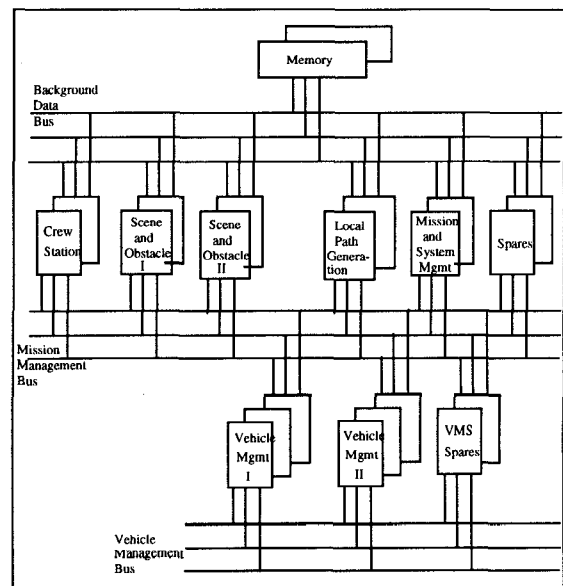 Memory
Background
Data
Bus
Crew
Station
Scene
and
Obstacle
I
Scene
and
Obstacle
II
Local
Path
Genera-
tion
Mission
and
System
Mgmt
Spares
Mission
Management
Bus
Vehicle
Mgmt
I
Vehicle
Mgmt
II
VMS
Spares
Vehicle
Management
Bus